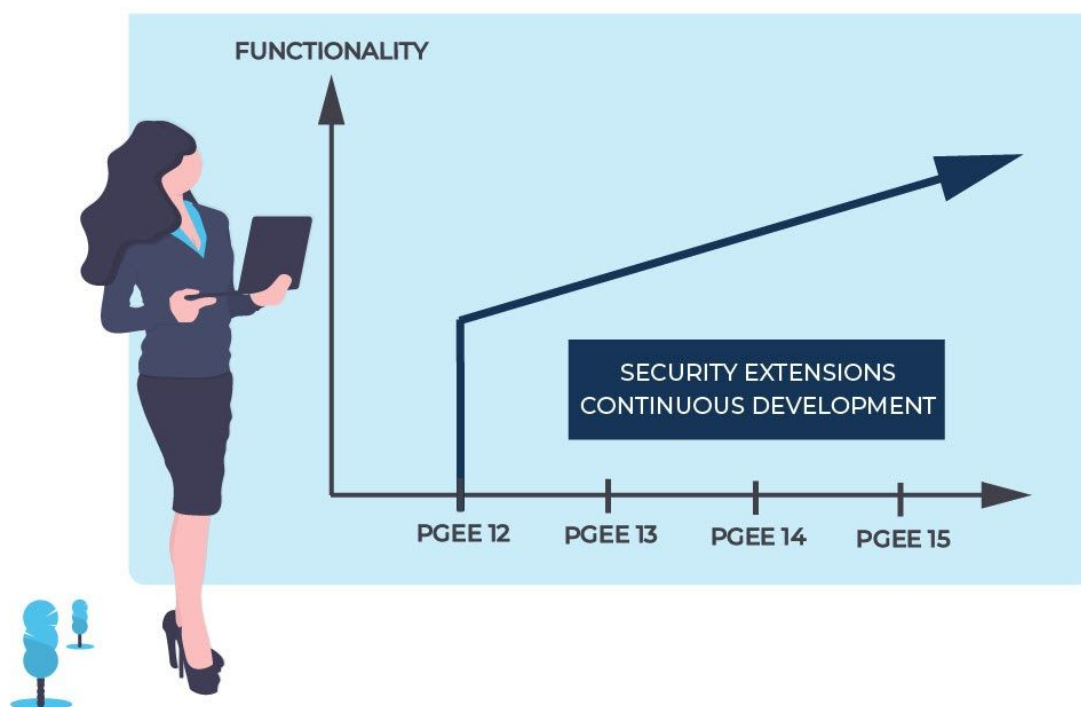 FUNCTIONALITY
SECURITY EXTENSIONS
CONTINUOUS DEVELOPMENT
PGEE 12
PGEE 13
PGEE 14
PGEE 15